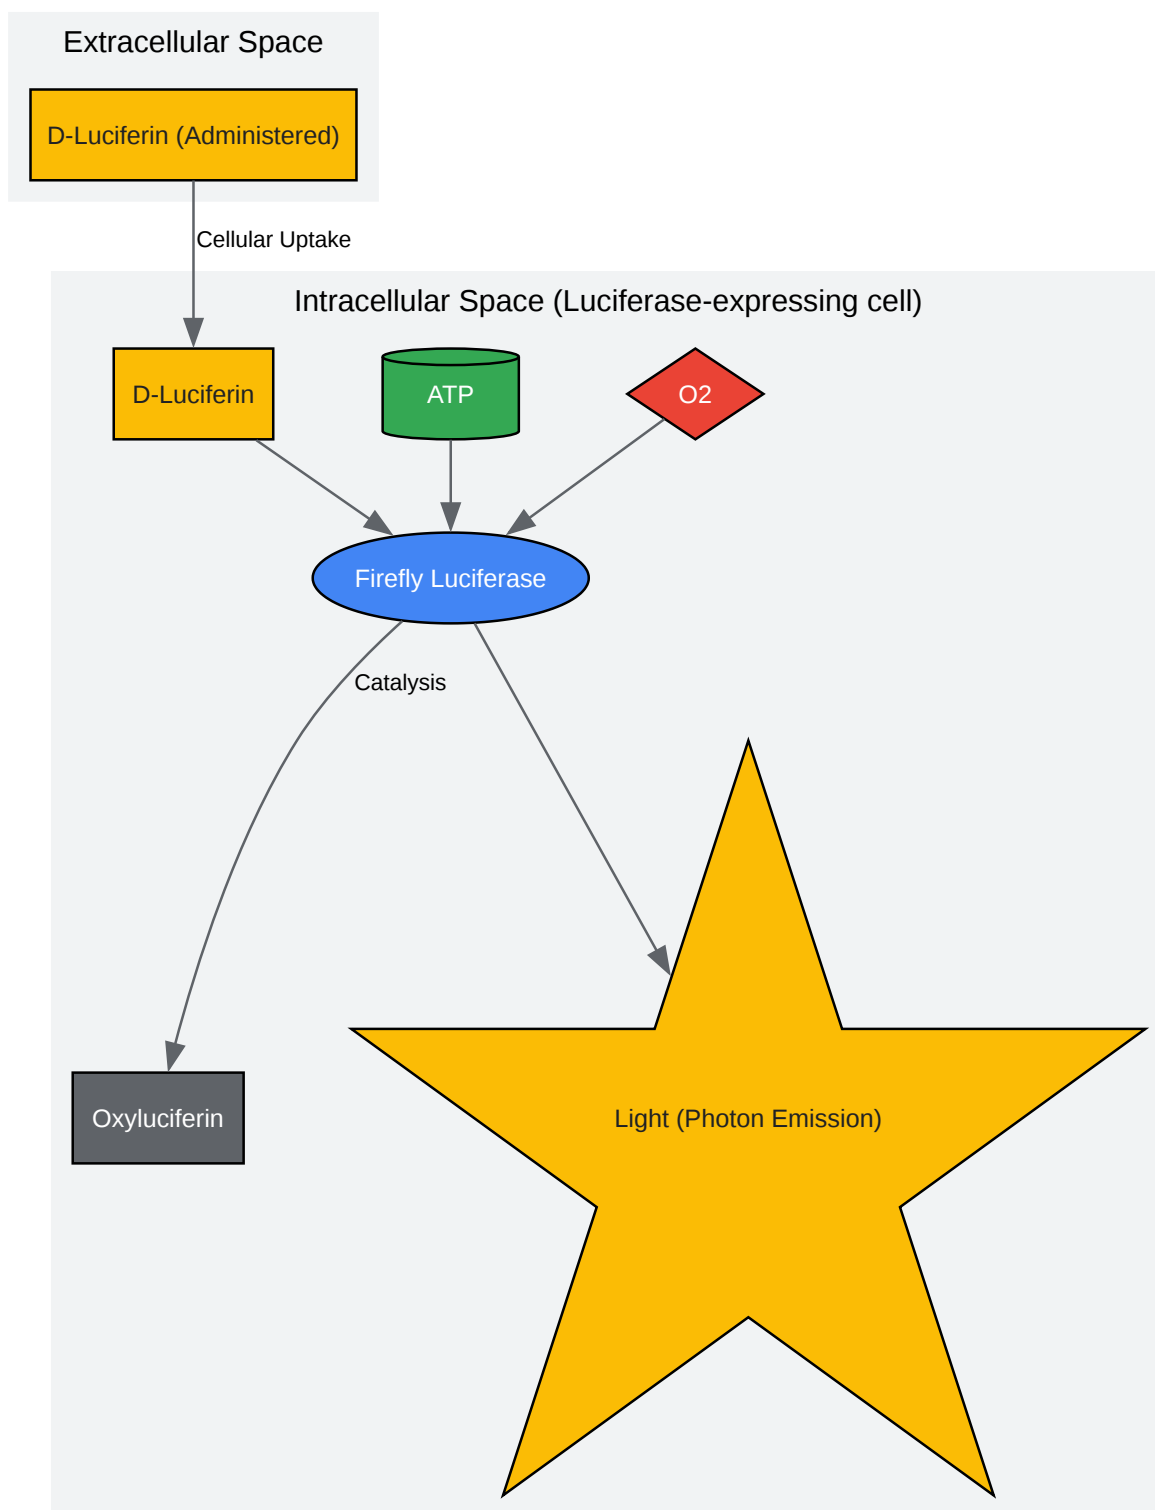 Extracellular Space
D-Luciferin (Administered)
Cellular Uptake
Intracellular Space (Luciferase-expressing cell)
D-Luciferin
ATP
O2
Firefly Luciferase
Catalysis
Oxyluciferin
Light (Photon Emission)